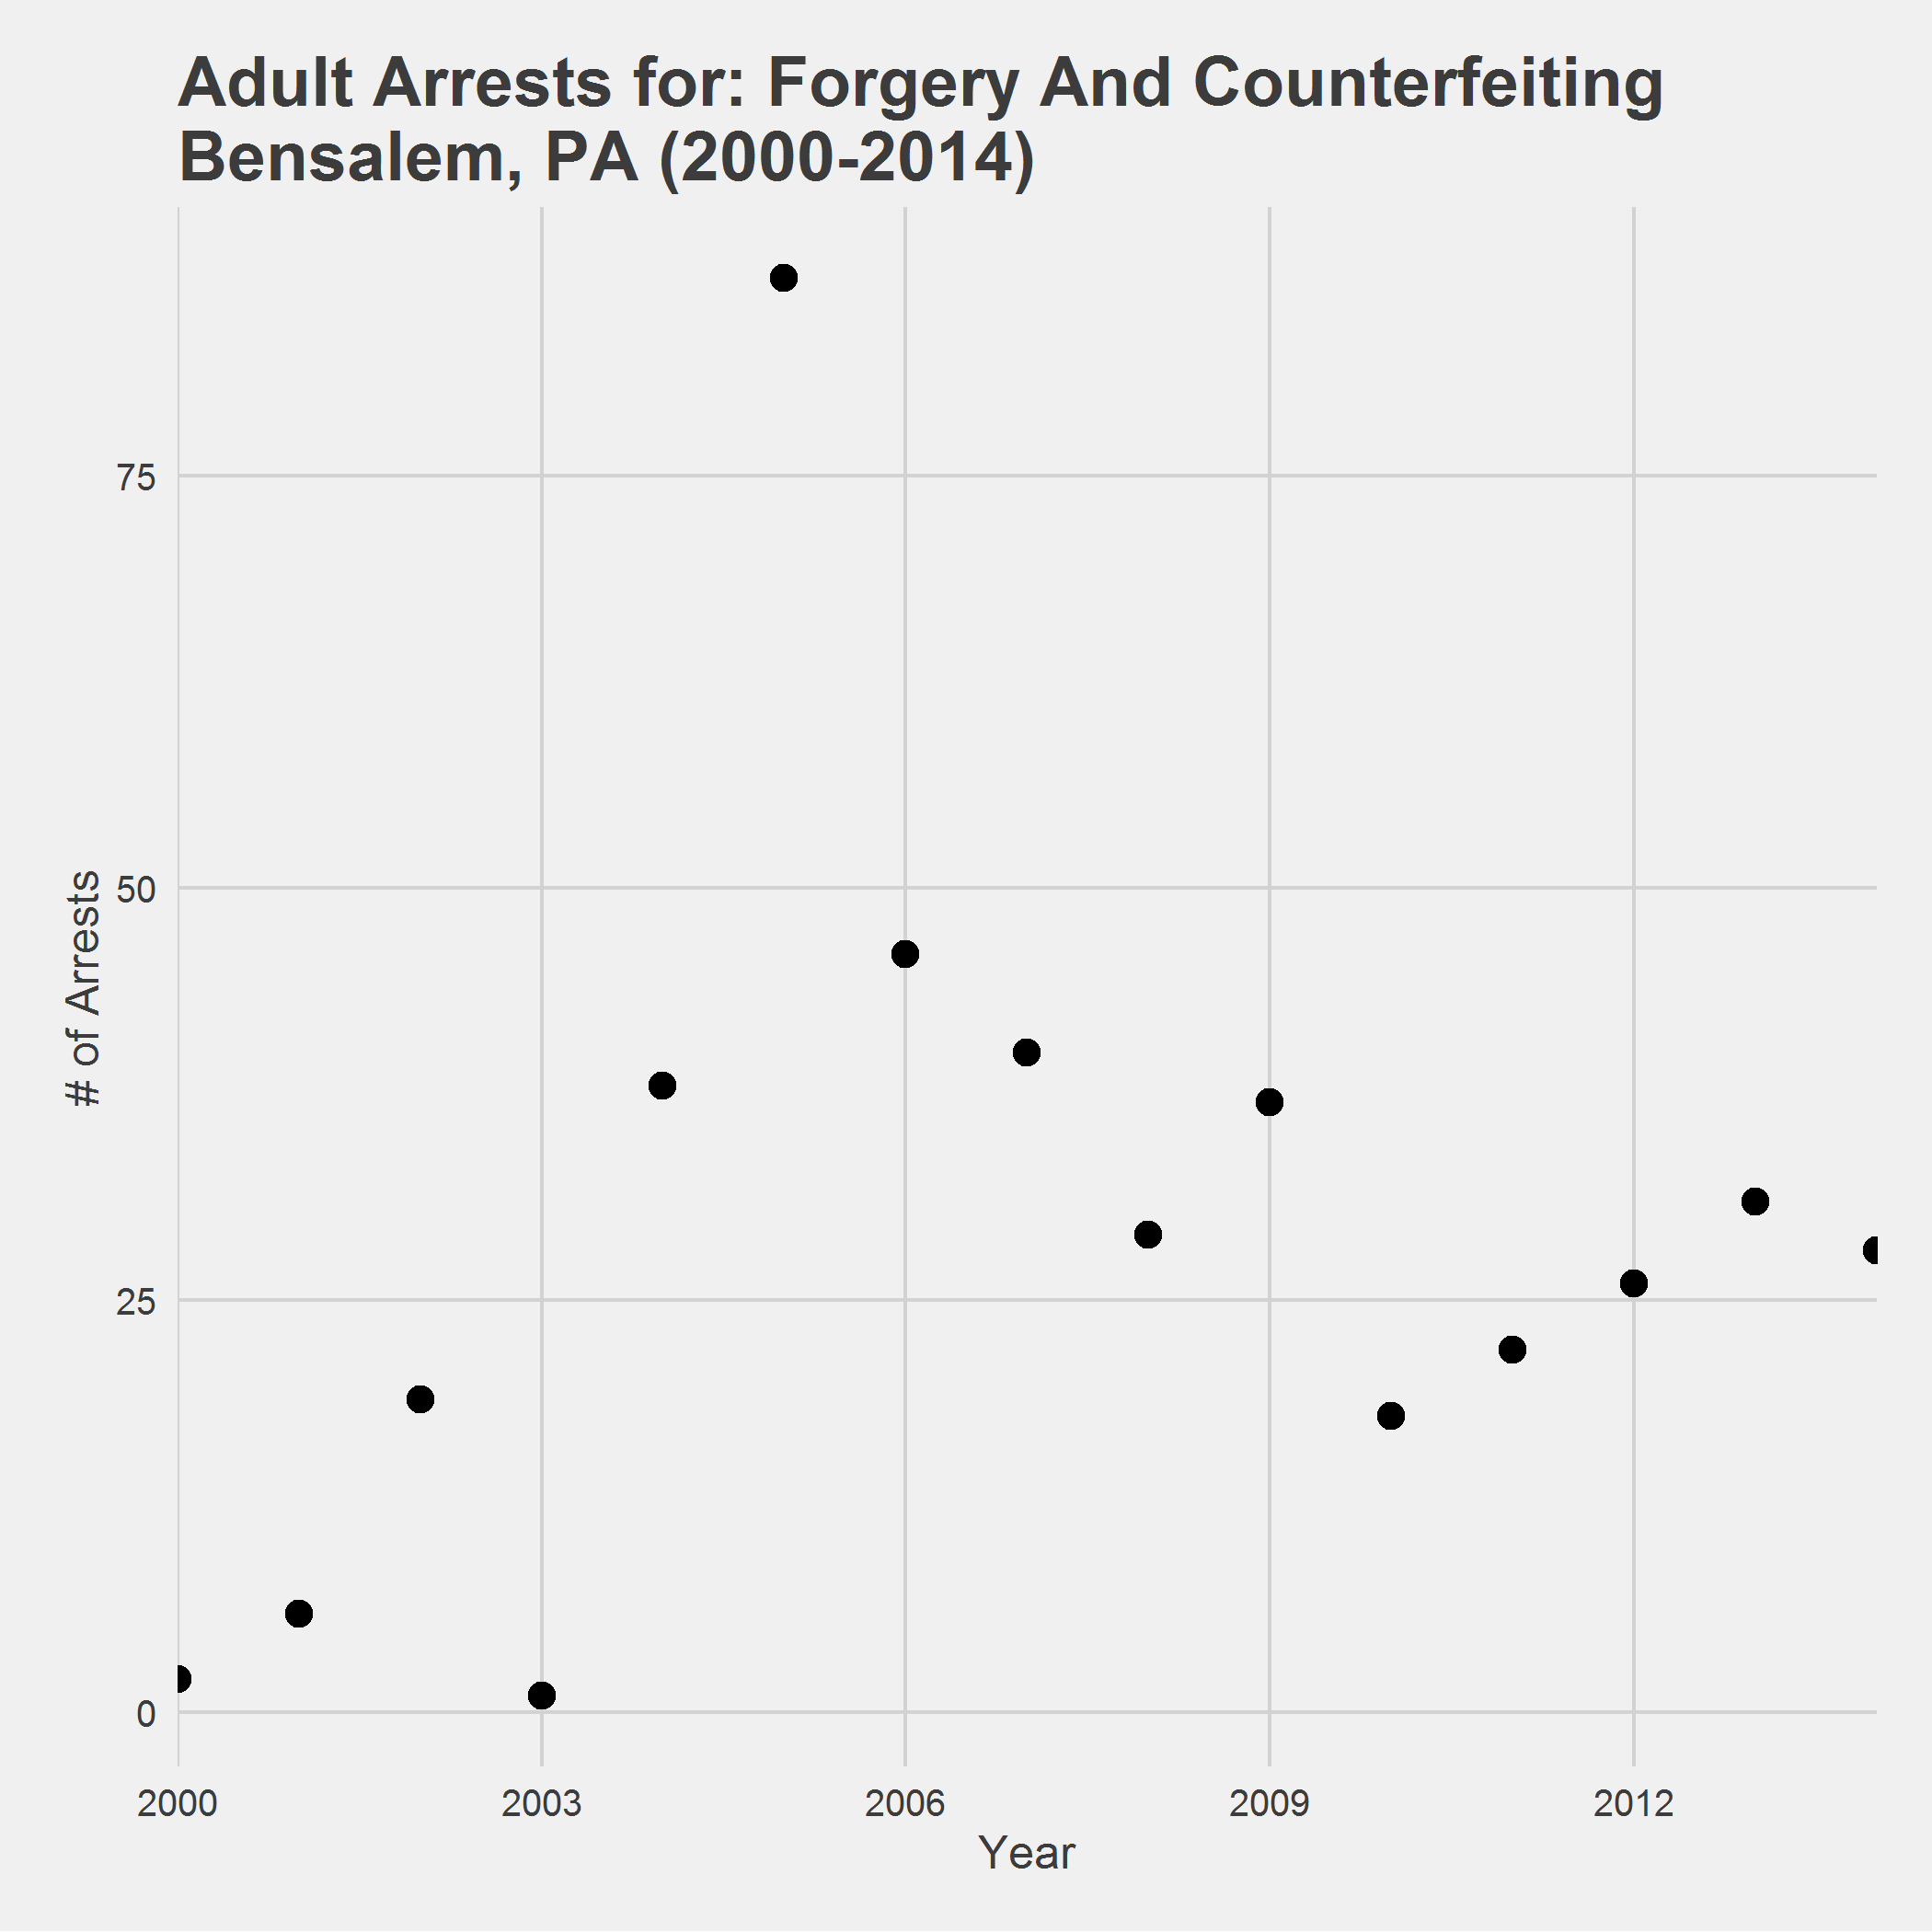 Adult Arrests for: Forgery And Counterfeiting
Bensalem, PA (2000-2014)
75
50
25
0
# of Arrests
2000 2003 2006 2009 2012
Year